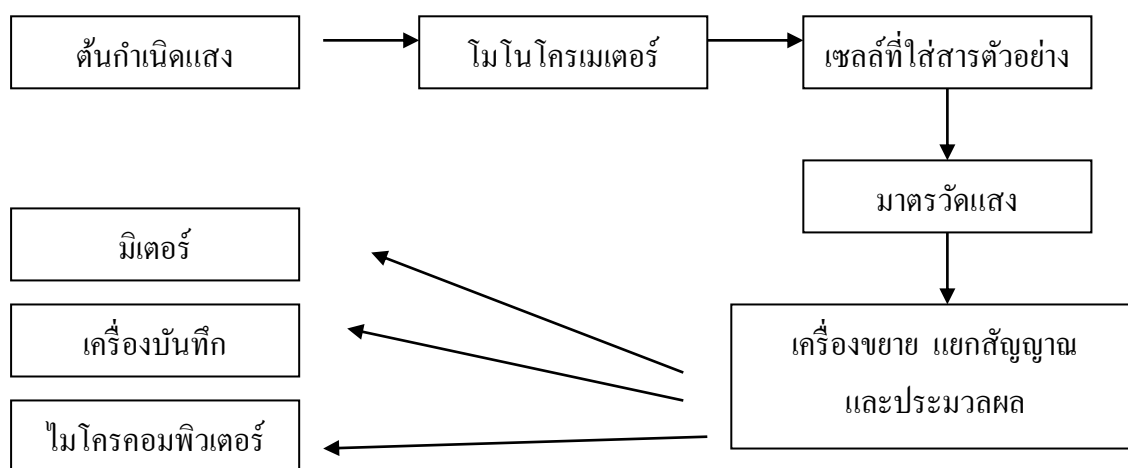 ต้นกำเนิดแสง
โมโนโครเมเตอร์
เซลล์ที่ใส่สารตัวอย่าง
มาตรวัดแสง
มิเตอร์
เครื่องบันทึก
เครื่องขยาย แยกสัญญาณ
และประมวลผล
ไมโครคอมพิวเตอร์